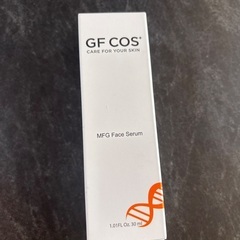 GF COS+
CARE FOR YOUR SKIN
MFG Face Serum
1.01FL Oz. 30 ml